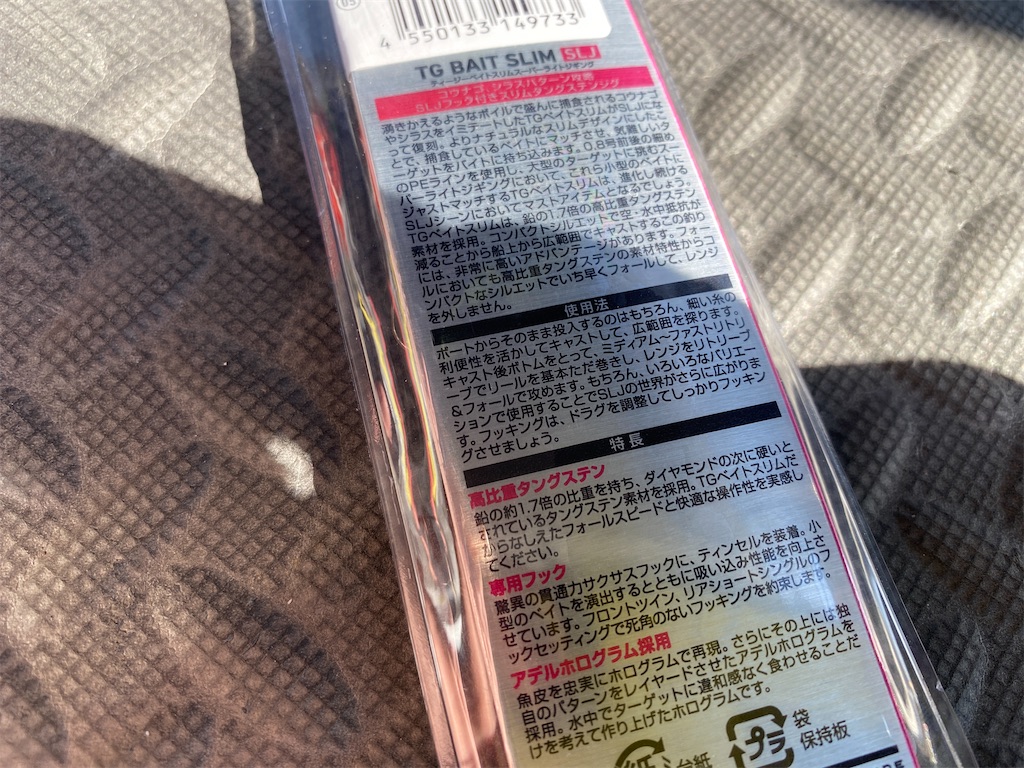 4 550133 149733
TG BAIT SLIM SLJ
ティージーベイトスリムスーパーライトジギング
コウナゴ、シラスパターン攻略
SLJフック付きスリムタングステンジグ
湧きかえるようなボイルで盛んに捕食されるコウナゴ
やシラスをイミテートしたTGベイトスリムがSLJにな
って復刻。よりナチュラルなスリムデザインにしたこ
とで、捕食しているベイトにマッチさせ、気難しいタ
ーゲットをバイトに持ち込みます。0.8号前後の細め
のPEラインを使用し、大型のターゲットに挑むスー
パーライトジギングにおいて、これら小型のベイトに
ジャストマッチするTGベイトスリムは、進化し続ける
SLJシーンにおいてマストアイテムとなるでしょう。
TGベイトスリムは、鉛の1.7倍の高比重タングステン
素材を採用。コンパクトシルエットで空・水中抵抗が
減ることから船上から広範囲でキャストするこの釣り
には、非常に高いアドバンテージがあります。フォー
ルにおいても高比重タングステンの素材特性からコ
ンパクトなシルエットでいち早くフォールして、レンジ
を外しません。
使用法
ボートからそのまま投入するのはもちろん、細い糸の
利便性を活かしてキャストして、広範囲を探ります。
キャスト後ボトムをとって、ミディアム〜ファストリトリ
ーブでリールを基本ただ巻きし、レンジをリトリーブ
&フォールで攻めます。もちろん、いろいろなバリエー
ションで使用することでSLJの世界がさらに広がりま
す。フッキングは、ドラグを調整してしっかりフッキン
グさせましょう。
特長
高比重タングステン
鉛の約1.7倍の比重を持ち、ダイヤモンドの次に硬いと
されているタングステン素材を採用。TGベイトスリムだ
からなしえたフォールスピードと快適な操作性を実感し
てください。
専用フック
驚異の貫通力サクサスフックに、ティンセルを装着。小
型のベイトを演出するとともに吸い込み性能を向上さ
せています。フロントツイン、リアショートシングルのフ
ックセッティングで死角のないフッキングを約束します。
アデルホログラム採用
魚皮を忠実にホログラムで再現。さらにその上には独
自のパターンをレイヤードさせたアデルホログラムを
採用。水中でターゲットに違和感なく食わせることだ
けを考えて作り上げたホログラムです。
紙 台紙
プラ 袋
保持板